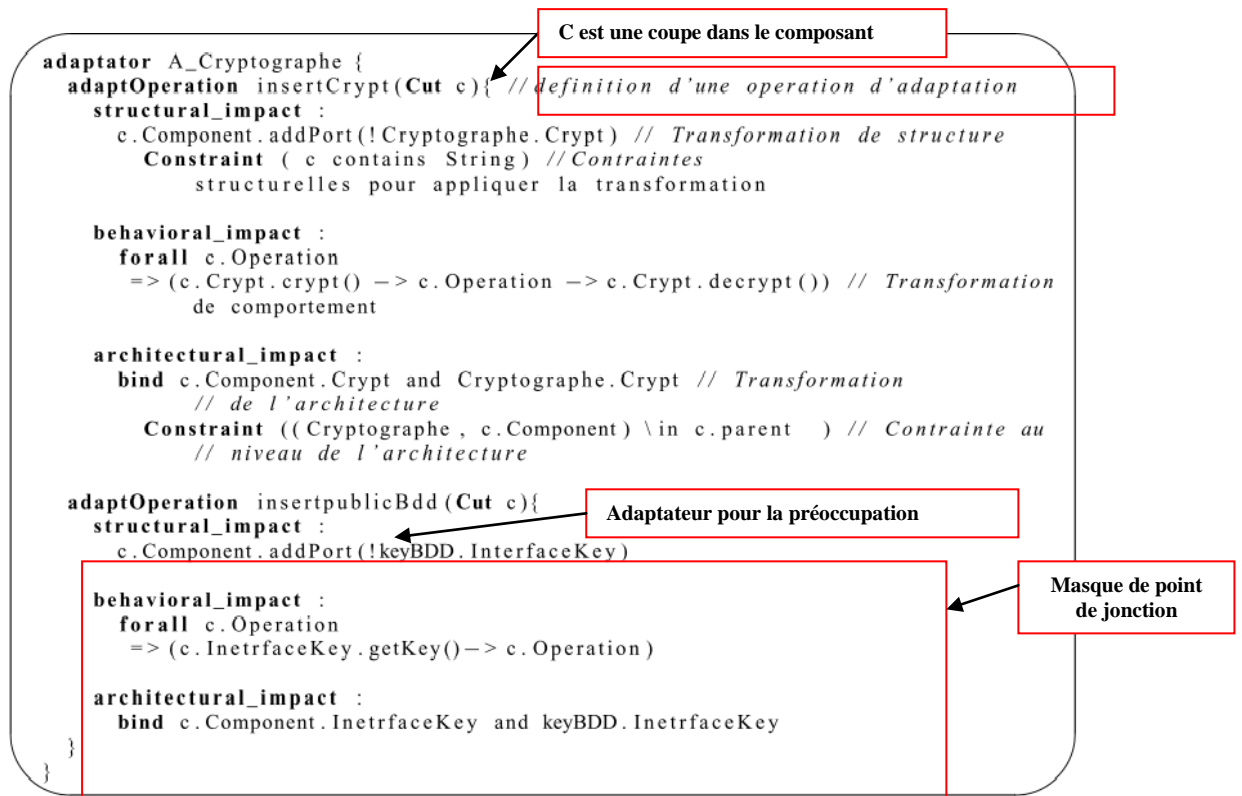 C est une coupe dans le composant
adaptator A_Cryptographe {
adaptOperation insertCrypt(Cut c){ // definition d'une operation d'adaptation
structural_impact :
c.Component.addPort(!Cryptographe.Crypt) // Transformation de structure
Constraint ( c contains String) //Contraintes
structurelles pour appliquer la transformation
behavioral_impact :
forall c.Operation
=> (c.Crypt.crypt() —> c.Operation —> c.Crypt.decrypt()) // Transformation
de comportement
architectural_impact :
bind c.Component.Crypt and Cryptographe.Crypt // Transformation
// de l'architecture
Constraint ((Cryptographe, c.Component) \in c.parent ) // Contrainte au
// niveau de l'architecture
adaptOperation insertpublicBdd(Cut c){
Adaptateur pour la préoccupation
structural_impact :
c.Component.addPort(!keyBDD.InterfaceKey)
Masque de point
de jonction
behavioral_impact :
forall c.Operation
=> (c.InetrfaceKey.getKey()—> c.Operation)
architectural_impact :
bind c.Component.InetrfaceKey and keyBDD.InetrfaceKey
}
}